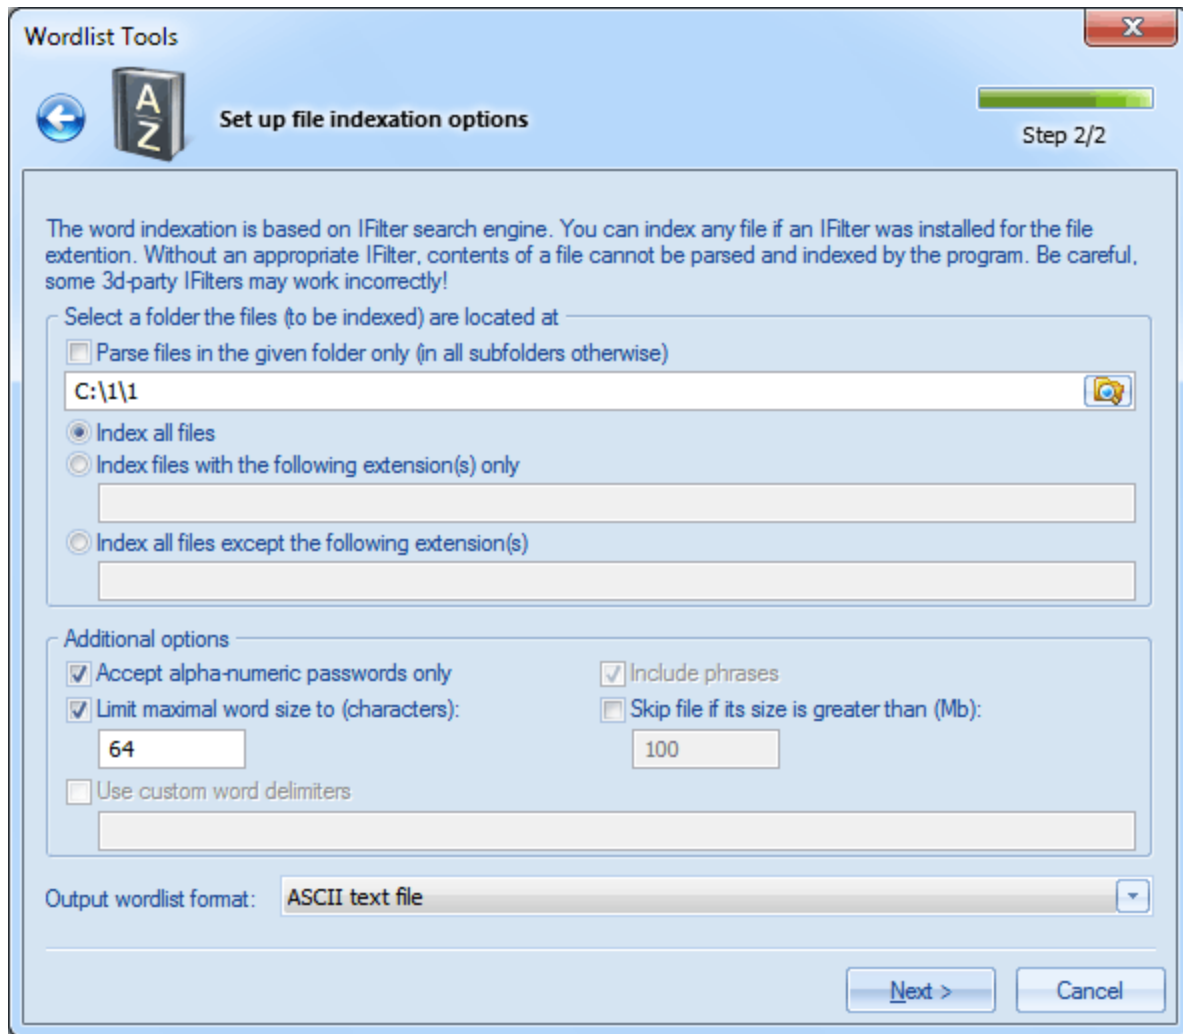 Wordlist Tools
A
Z
Set up file indexation options
Step 2/2
The word indexation is based on IFilter search engine. You can index any file if an IFilter was installed for the file
extention. Without an appropriate IFilter, contents of a file cannot be parsed and indexed by the program. Be careful,
some 3d-party IFilters may work incorrectly!
Select a folder the files (to be indexed) are located at
Parse files in the given folder only (in all subfolders otherwise)
C:\1\1
Index all files
Index files with the following extension(s) only
Index all files except the following extension(s)
Additional options
Accept alpha-numeric passwords only
Include phrases
Limit maximal word size to (characters):
Skip file if its size is greater than (Mb):
64
100
Use custom word delimiters
Output wordlist format:
ASCII text file
Next >
Cancel